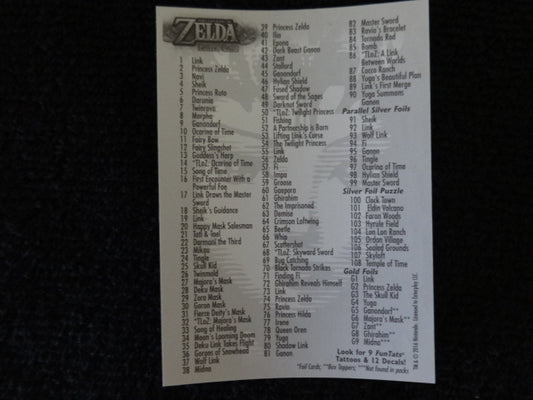 ZELDA
1 Link
2 Princess Zelda
3 Navi
4 Sheik
5 Princess Ruto
6 Darunia
7 Twinrova
8 Morpha
9 Ganondorf
10 Ocarina of Time
11 Fairy Bow
12 Fairy Slingshot
13 Goddess's Harp
14 *TLoZ: Ocarina of Time
15 Song of Time
16 First Encounter With a
Powerful Foe
17 Link Draws the Master
Sword
18 Sheik's Guidance
19 Link
20 Happy Mask Salesman
21 Tatl & Tael
22 Darmani the Third
23 Mikau
24 Tingle
25 Skull Kid
26 Twinmold
27 Majora's Mask
28 Deku Mask
29 Zora Mask
30 Goron Mask
31 Fierce Deity's Mask
32 *TLoZ: Majora's Mask
33 Song of Healing
34 Moon's Looming Doom
35 Deku Link Takes Flight
36 Gorons of Snowhead
37 Wolf Link
38 Midna
39 Princess Zelda
40 Ilia
41 Epona
42 Dark Beast Ganon
43 Zant
44 Stallord
45 Ganondorf
46 Hylian Shield
47 Fused Shadow
48 Sword of the Sages
49 Darknut Sword
50 *TLoZ: Twilight Princess
51 Fishing
52 A Partnership is Born
53 Lifting Link's Curse
54 The Twilight Princess
55 Link
56 Zelda
57 Fi
58 Impa
59 Groose
60 Gaepora
61 Ghirahim
62 The Imprisoned
63 Demise
64 Crimson Loftwing
65 Beetle
66 Whip
67 Scattershot
68 *TLoZ: Skyward Sword
69 Bug Catching
70 Black Tornado Strikes
71 Finding Fi
72 Ghirahim Reveals Himself
73 Link
74 Princess Zelda
75 Ravio
76 Princess Hilda
77 Irene
78 Queen Oren
79 Yuga
80 Shadow Link
81 Ganon
82 Master Sword
83 Ravio's Bracelet
84 Tornado Rod
85 Bomb
86 *TLoZ: A Link
Between Worlds
87 Cucco Ranch
88 Yuga's Beautiful Plan
89 Link's First Merge
90 Yuga Summons
Ganon
Parallel Silver Foils
91 Sheik
92 Link
93 Wolf Link
94 Fi
95 Ganon
96 Tingle
97 Ocarina of Time
98 Hylian Shield
99 Master Sword
Silver Foil Puzzle
100 Clock Town
101 Eldin Volcano
102 Faron Woods
103 Hyrule Field
104 Lon Lon Ranch
105 Ordon Village
106 Sealed Grounds
107 Skyloft
108 Temple of Time
Gold Foils
G1 Link
G2 Princess Zelda
G3 The Skull Kid
G4 Yuga
G5 Ganondorf**
G6 Majora's Mask**
G7 Zant**
G8 Ghirahim**
G9 Midna***
Look for 9 FunTats®
Tattoos & 12 Decals!
*Foil Cards; **Box Toppers; ***Not found in packs
TM & © 2016 Nintendo. Licensed to Enterplay LLC.